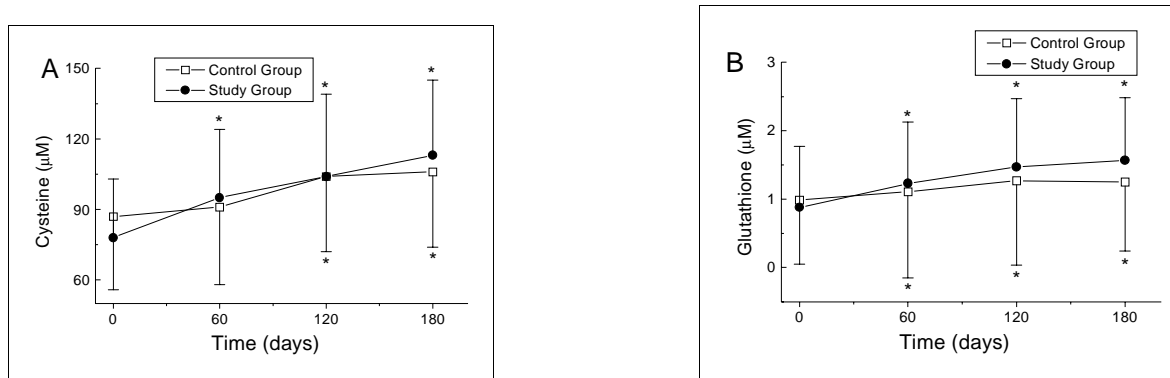 A
Control Group
Study Group
150
120
90
60
Cysteine (μM)
* * *
* *
0 60 120 180
Time (days)
B
Control Group
Study Group
3
2
1
0
Glutathione (μM)
* * *
* * *
0 60 120 180
Time (days)